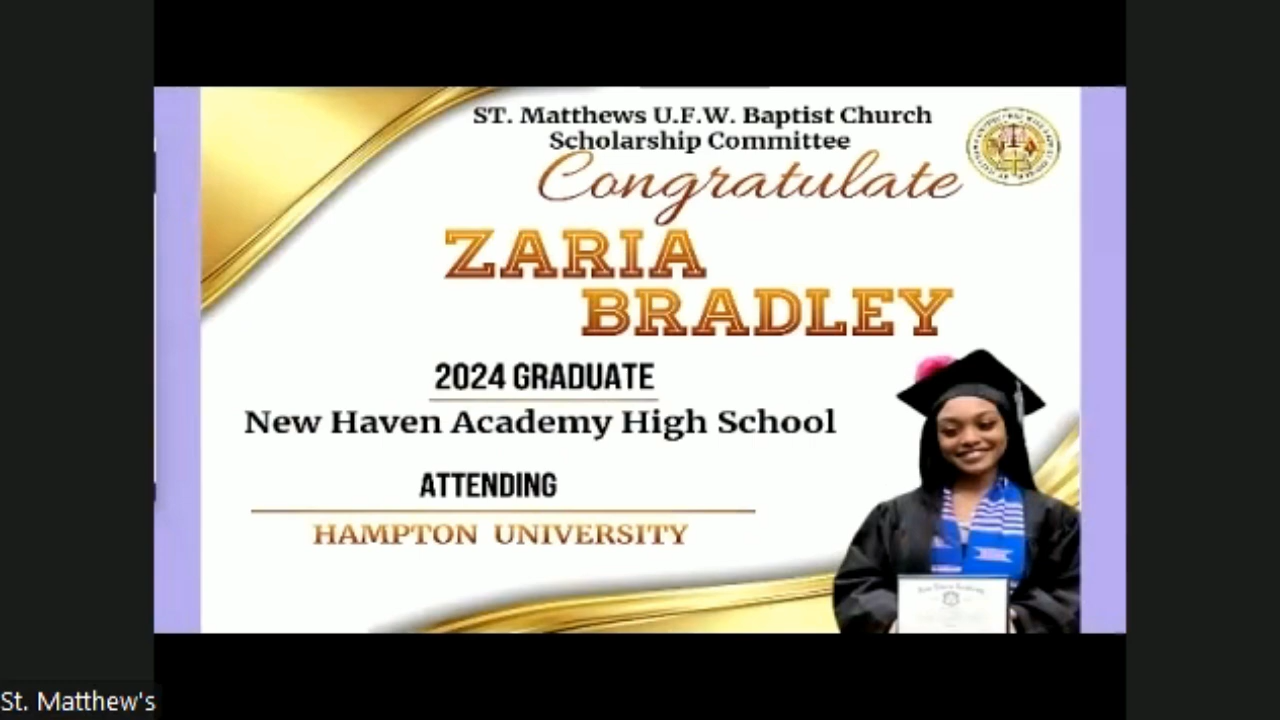 ST. Matthews U.F.W. Baptist Church
Scholarship Committee
Congratulate
ZARIA
BRADLEY
2024 GRADUATE
New Haven Academy High School
ATTENDING
HAMPTON UNIVERSITY
St. Matthew's